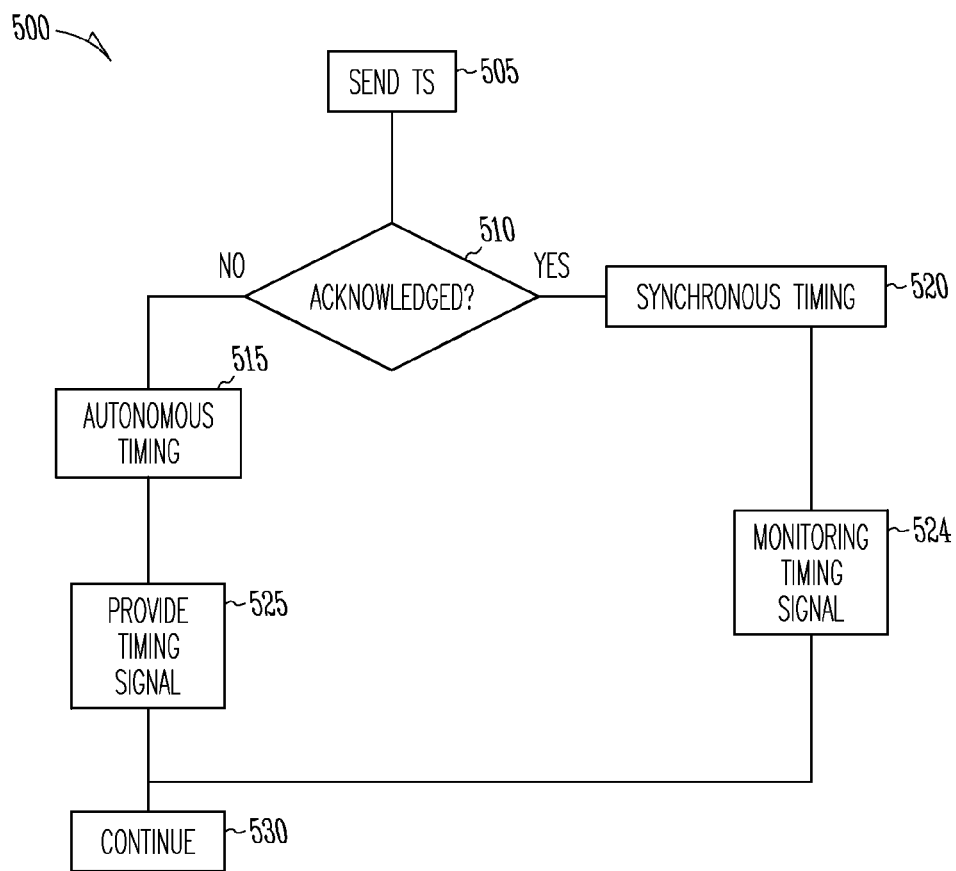 500
SEND TS
505
510
NO
YES
ACKNOWLEDGED?
SYNCHRONOUS TIMING
520
515
AUTONOMOUS
TIMING
MONITORING
TIMING
SIGNAL
524
PROVIDE
TIMING
SIGNAL
525
CONTINUE
530